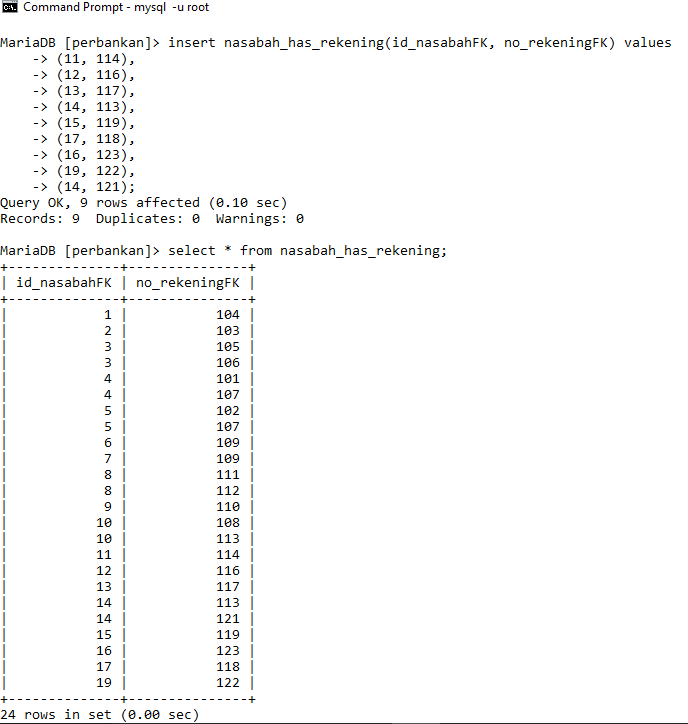 Command Prompt - mysql -u root
MariaDB [perbankan]> insert nasabah_has_rekening(id_nasabahFK, no_rekeningFK) values
    -> (11, 114),
    -> (12, 116),
    -> (13, 117),
    -> (14, 113),
    -> (15, 119),
    -> (17, 118),
    -> (16, 123),
    -> (19, 122),
    -> (14, 121);
Query OK, 9 rows affected (0.10 sec)
Records: 9  Duplicates: 0  Warnings: 0
MariaDB [perbankan]> select * from nasabah_has_rekening;
+--------------+---------------+
| id_nasabahFK | no_rekeningFK |
+--------------+---------------+
|            1 |           104 |
|            2 |           103 |
|            3 |           105 |
|            3 |           106 |
|            4 |           101 |
|            4 |           107 |
|            5 |           102 |
|            5 |           107 |
|            6 |           109 |
|            7 |           109 |
|            8 |           111 |
|            8 |           112 |
|            9 |           110 |
|           10 |           108 |
|           10 |           113 |
|           11 |           114 |
|           12 |           116 |
|           13 |           117 |
|           14 |           113 |
|           14 |           121 |
|           15 |           119 |
|           16 |           123 |
|           17 |           118 |
|           19 |           122 |
+--------------+---------------+
24 rows in set (0.00 sec)